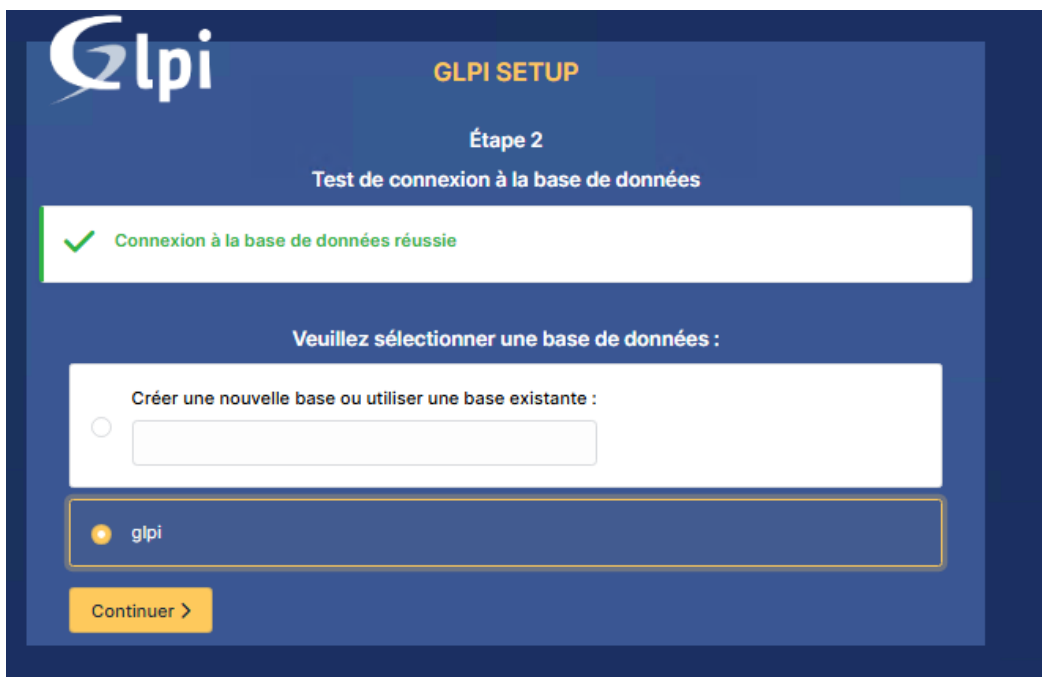 Glpi
GLPI SETUP
Étape 2
Test de connexion à la base de données
Connexion à la base de données réussie
Veuillez sélectionner une base de données :
Créer une nouvelle base ou utiliser une base existante :
glpi
Continuer >